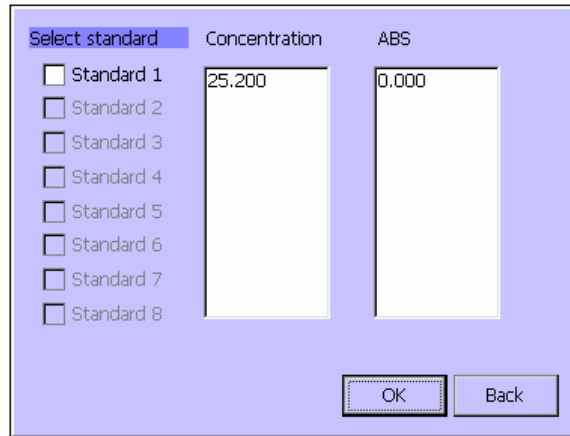 Select standard Concentration ABS
Standard 1 25.200 0.000
Standard 2
Standard 3
Standard 4
Standard 5
Standard 6
Standard 7
Standard 8
OK Back